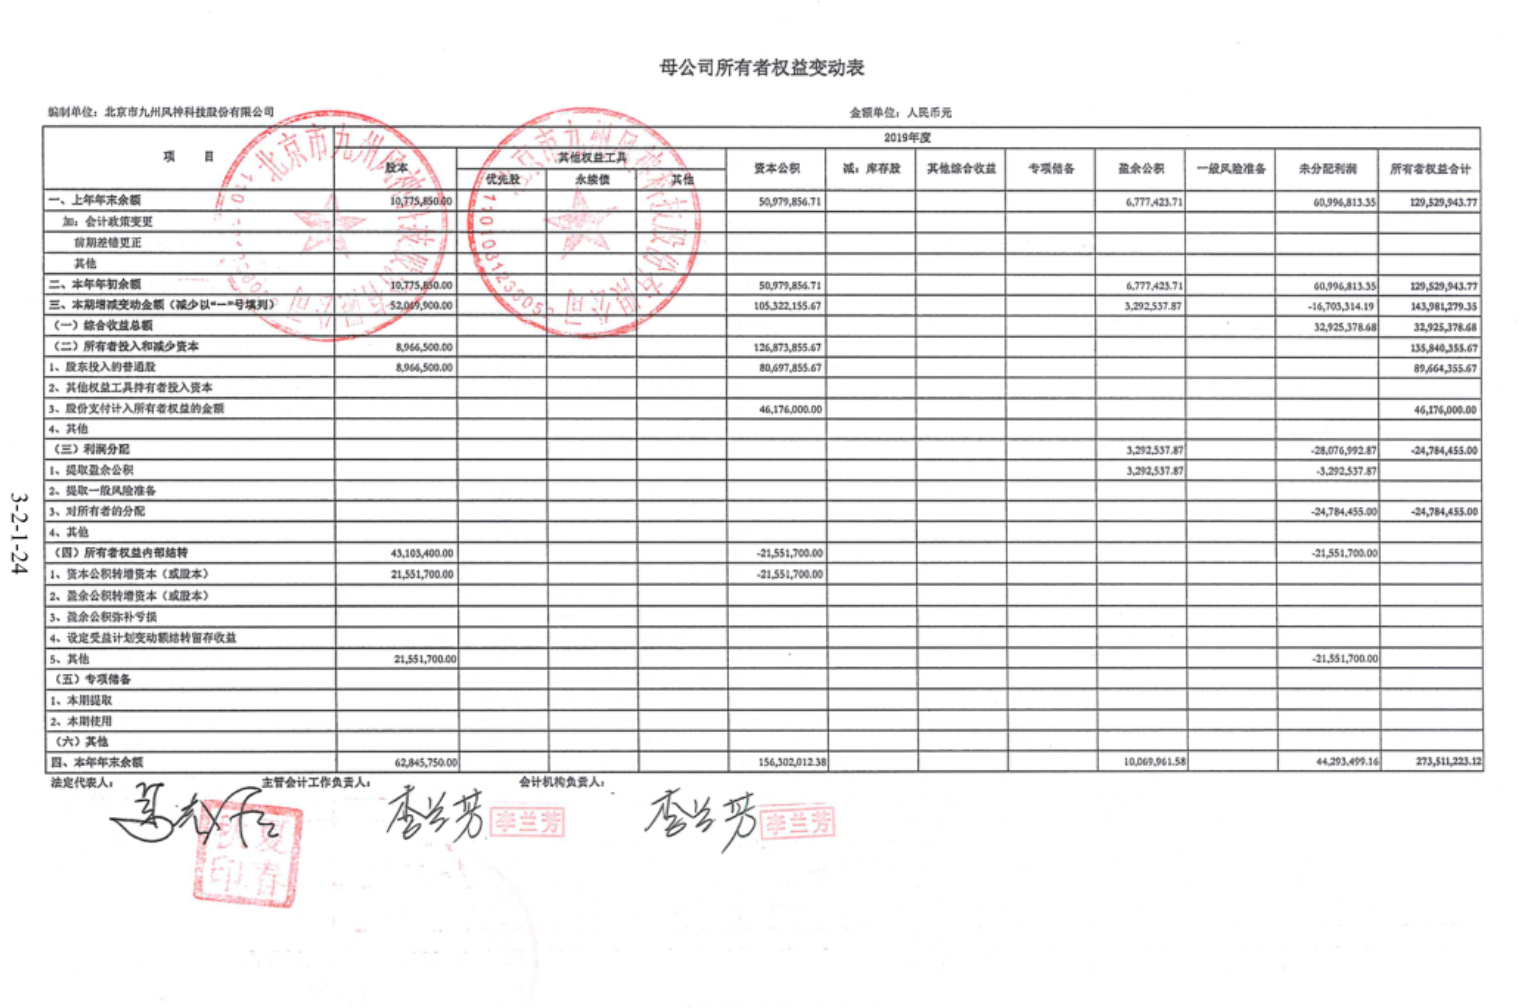 母公司所有者权益变动表
编制单位：北京市九州风神科技股份有限公司 金额单位：人民币元
项 目 2019年度
股本 其他权益工具 资本公积 减：库存股 其他综合收益 专项储备 盈余公积 一般风险准备 未分配利润 所有者权益合计
优先股 永续债 其他
一、上年年末余额 10,775,850.00 50,979,856.71 6,777,423.71 60,996,813.35 129,529,943.77
加：会计政策变更
前期差错更正
其他
二、本年年初余额 10,775,850.00 50,979,856.71 6,777,423.71 60,996,813.35 129,529,943.77
三、本期增减变动金额（减少以“—”号填列） 52,069,900.00 105,322,155.67 3,292,537.87 -16,703,314.19 143,981,279.35
（一）综合收益总额 32,925,378.68 32,925,378.68
（二）所有者投入和减少资本 8,966,500.00 126,873,855.67 135,840,355.67
1、股东投入的普通股 8,966,500.00 80,697,855.67 89,664,355.67
2、其他权益工具持有者投入资本
3、股份支付计入所有者权益的金额 46,176,000.00 46,176,000.00
4、其他
（三）利润分配 3,292,537.87 -28,076,992.87 -24,784,455.00
1、提取盈余公积 3,292,537.87 -3,292,537.87
2、提取一般风险准备
3、对所有者的分配 -24,784,455.00 -24,784,455.00
4、其他
（四）所有者权益内部结转 43,103,400.00 -21,551,700.00 -21,551,700.00
1、资本公积转增资本（或股本） 21,551,700.00 -21,551,700.00
2、盈余公积转增资本（或股本）
3、盈余公积弥补亏损
4、设定受益计划变动额结转留存收益
5、其他 21,551,700.00 -21,551,700.00
（五）专项储备
1、本期提取
2、本期使用
（六）其他
四、本年年末余额 62,845,750.00 156,302,012.38 10,069,961.58 44,293,499.16 273,511,223.12
法定代表人： 主管会计工作负责人： 会计机构负责人：
李兰芳 李兰芳 李兰芳 李兰芳
3-2-1-24